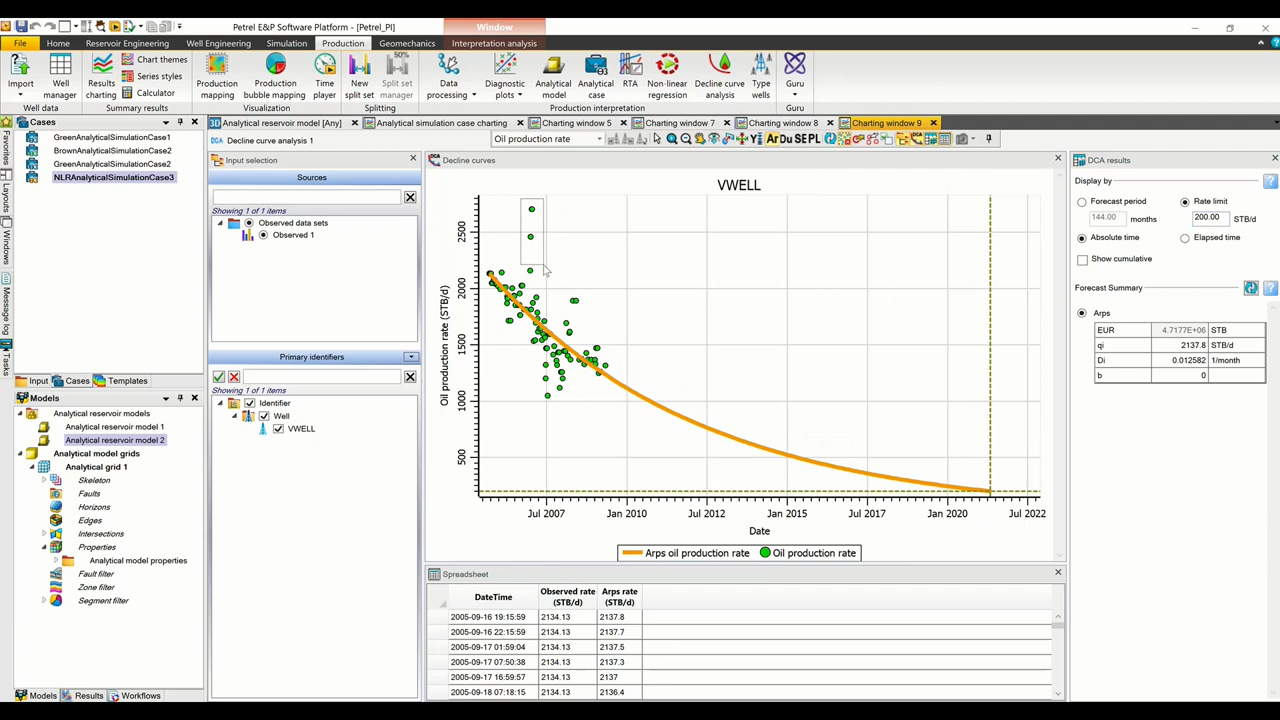 Petrel E&P Software Platform - [Petrel_PI]
Window
File
Home
Reservoir Engineering
Well Engineering
Simulation
Production
Geomechanics
Interpretation analysis
Import
Well manager
Well data
Results charting
Chart themes
Series styles
Calculator
Summary results
Production mapping
Production bubble mapping
Time player
Visualization
New split set
50%
Split set manager
Splitting
Data processing
Diagnostic plots
Analytical model
Analytical case
RTA
Non-linear regression
Decline curve analysis
Type wells
Production interpretation
Guru
Guru
Favorites
Layouts
Windows
Message log
Tasks
Cases
GreenAnalyticalSimulationCase1
BrownAnalyticalSimulationCase2
GreenAnalyticalSimulationCase2
NLRAnalyticalSimulationCase3
Input
Cases
Templates
Models
Analytical reservoir models
Analytical reservoir model 1
Analytical reservoir model 2
Analytical model grids
Analytical grid 1
Skeleton
Faults
Horizons
Edges
Intersections
Properties
Analytical model properties
Fault filter
Zone filter
Segment filter
Models
Results
Workflows
Analytical reservoir model [Any]
Analytical simulation case charting
Charting window 5
Charting window 7
Charting window 8
Charting window 9
DCA
Decline curve analysis 1
Oil production rate
Ar Du SE PL
Input selection
Sources
Showing 1 of 1 items
Observed data sets
Observed 1
Primary identifiers
Showing 1 of 1 items
Identifier
Well
VWELL
DCA
Decline curves
VWELL
Oil production rate (STB/d)
2500
2000
1500
1000
500
Jul 2007
Jan 2010
Jul 2012
Jan 2015
Jul 2017
Jan 2020
Jul 2022
Date
Arps oil production rate
Oil production rate
Spreadsheet
DateTime
Observed rate (STB/d)
Arps rate (STB/d)
2005-09-16 19:15:59 2134.13 2137.8
2005-09-16 22:15:59 2134.13 2137.7
2005-09-17 01:59:04 2134.13 2137.5
2005-09-17 07:50:38 2134.13 2137.3
2005-09-17 16:59:57 2134.13 2137
2005-09-18 07:18:15 2134.13 2136.4
DCA
DCA results
Display by
Forecast period
Rate limit
144.00 months
200.00 STB/d
Absolute time
Elapsed time
Show cumulative
Forecast Summary
Arps
EUR 4.7177E+06 STB
qi 2137.8 STB/d
Di 0.012582 1/month
b 0